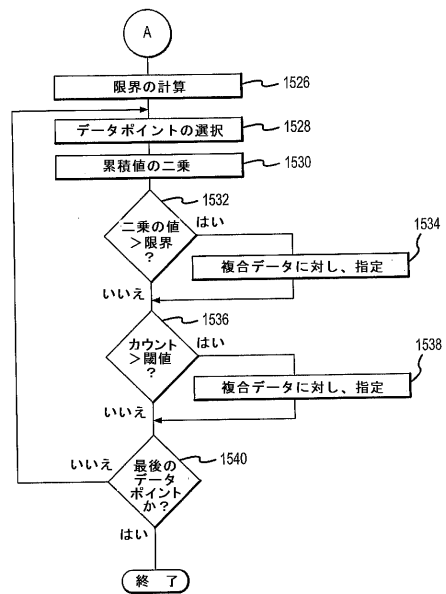 A
限界の計算
1526
データポイントの選択
1528
累積値の二乗
1530
1532
二乗の値
＞限界
?
はい
1534
複合データに対し、指定
いいえ
1536
カウント
＞閾値
?
はい
1538
複合データに対し、指定
いいえ
1540
最後の
データ
ポイント
か?
いいえ
はい
終 了